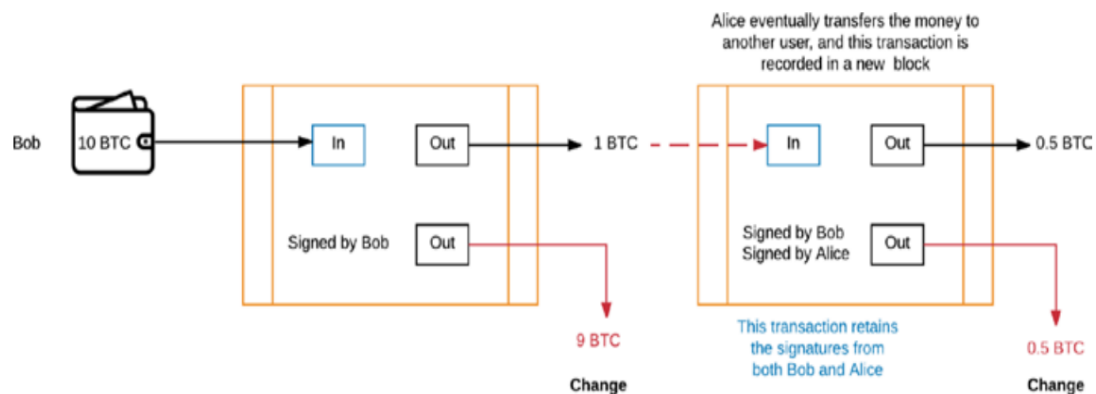 Alice eventually transfers the money to
another user, and this transaction is
recorded in a new block
Bob
10 BTC
In
Out
1 BTC
In
Out
0.5 BTC
Signed by Bob
Out
Signed by Bob
Signed by Alice
Out
9 BTC
Change
This transaction retains
the signatures from
both Bob and Alice
0.5 BTC
Change